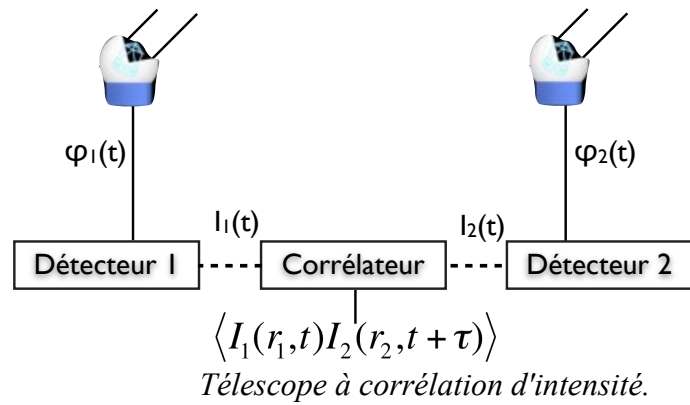 φ₁(t) φ₂(t)
I₁(t) I₂(t)
Détecteur 1 Corrélateur Détecteur 2
⟨I₁(r₁,t)I₂(r₂,t + τ)⟩
Télescope à corrélation d'intensité.